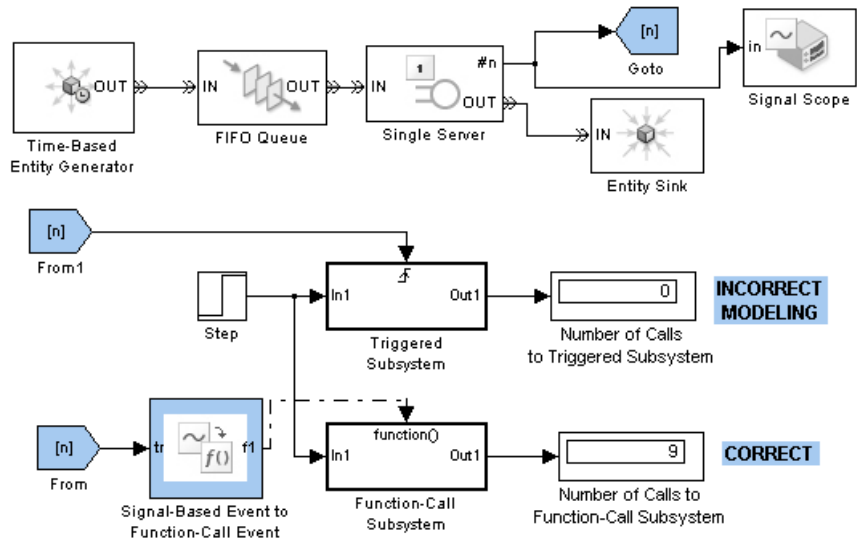 [n]
Goto
in
Signal Scope
OUT
Time-Based
Entity Generator
IN
OUT
FIFO Queue
IN
1
#n
OUT
Single Server
IN
Entity Sink
[n]
From1
Step
In1
Out1
Triggered
Subsystem
0
Number of Calls
to Triggered Subsystem
INCORRECT
MODELING
[n]
From
tr
f()
f1
Signal-Based Event to
Function-Call Event
function()
In1
Out1
Function-Call
Subsystem
9
Number of Calls to
Function-Call Subsystem
CORRECT